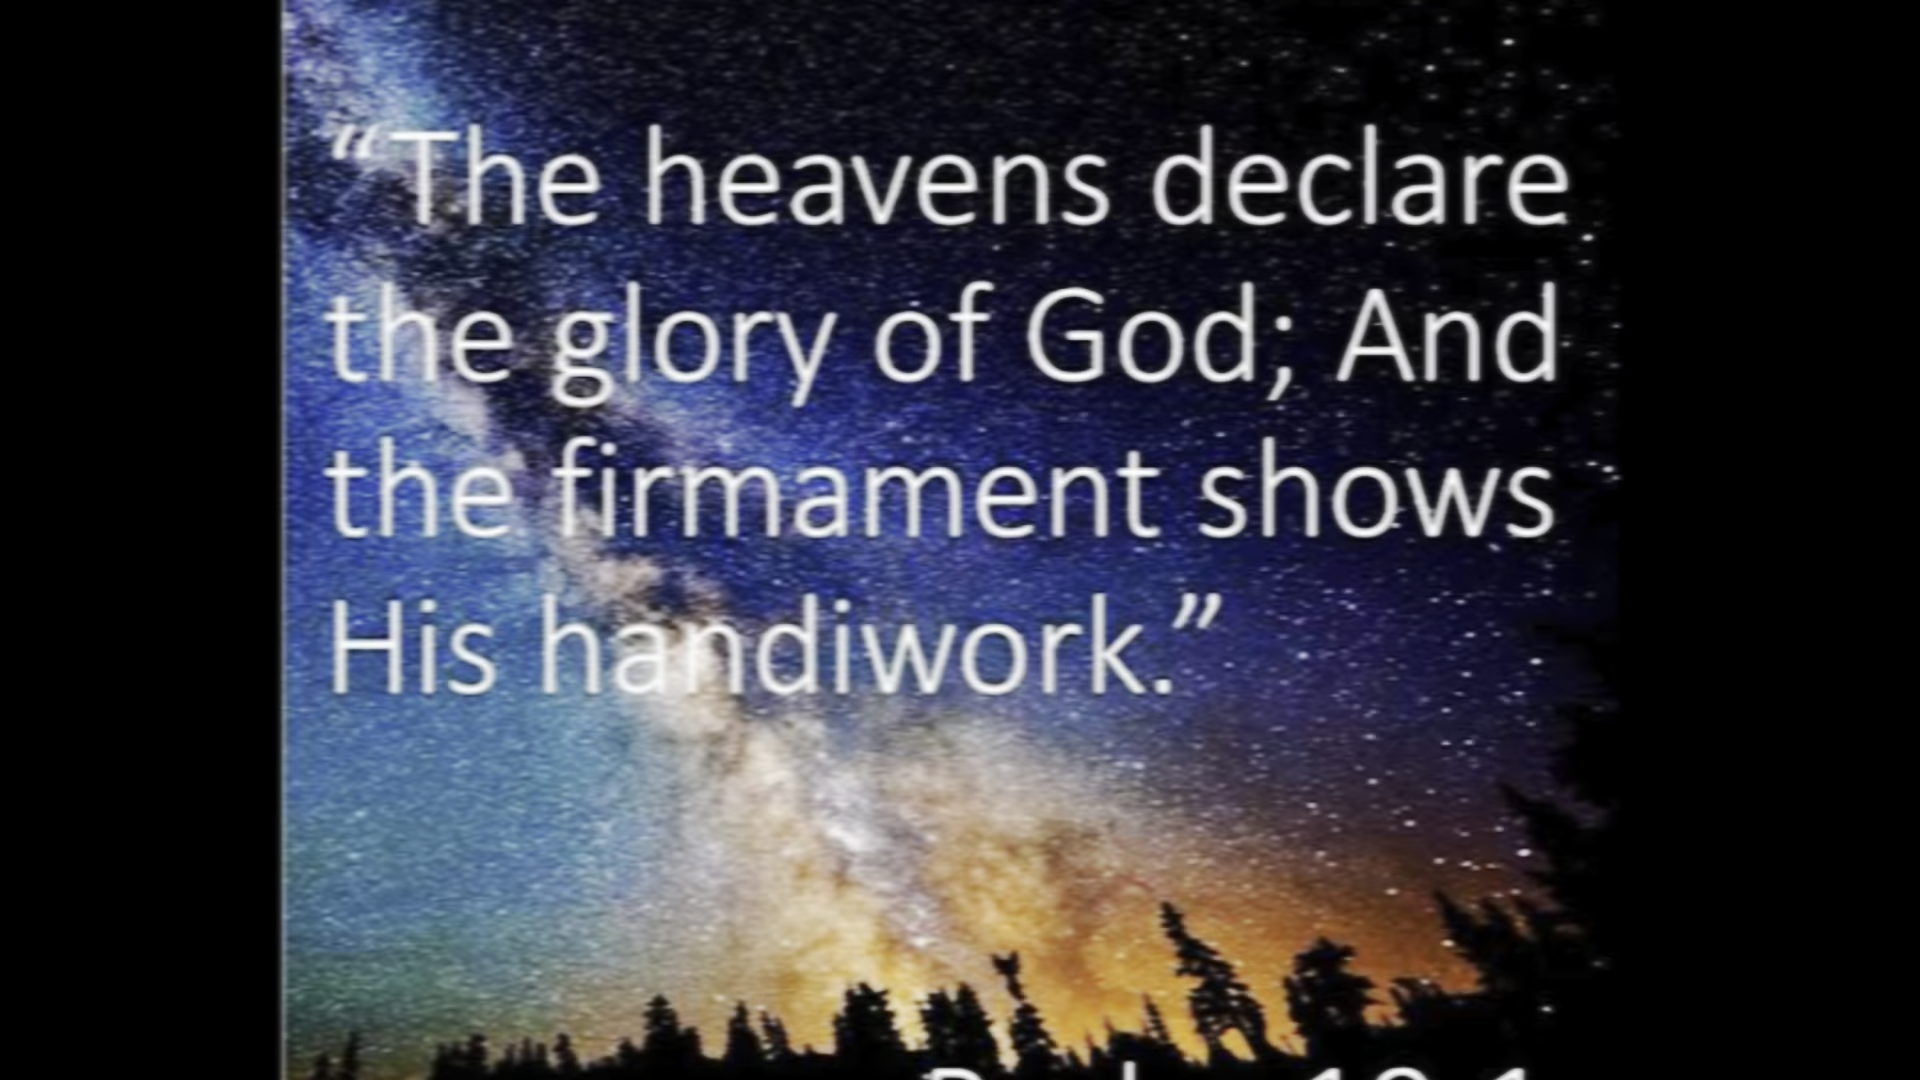 “The heavens declare
the glory of God; And
the firmament shows
His handiwork.”